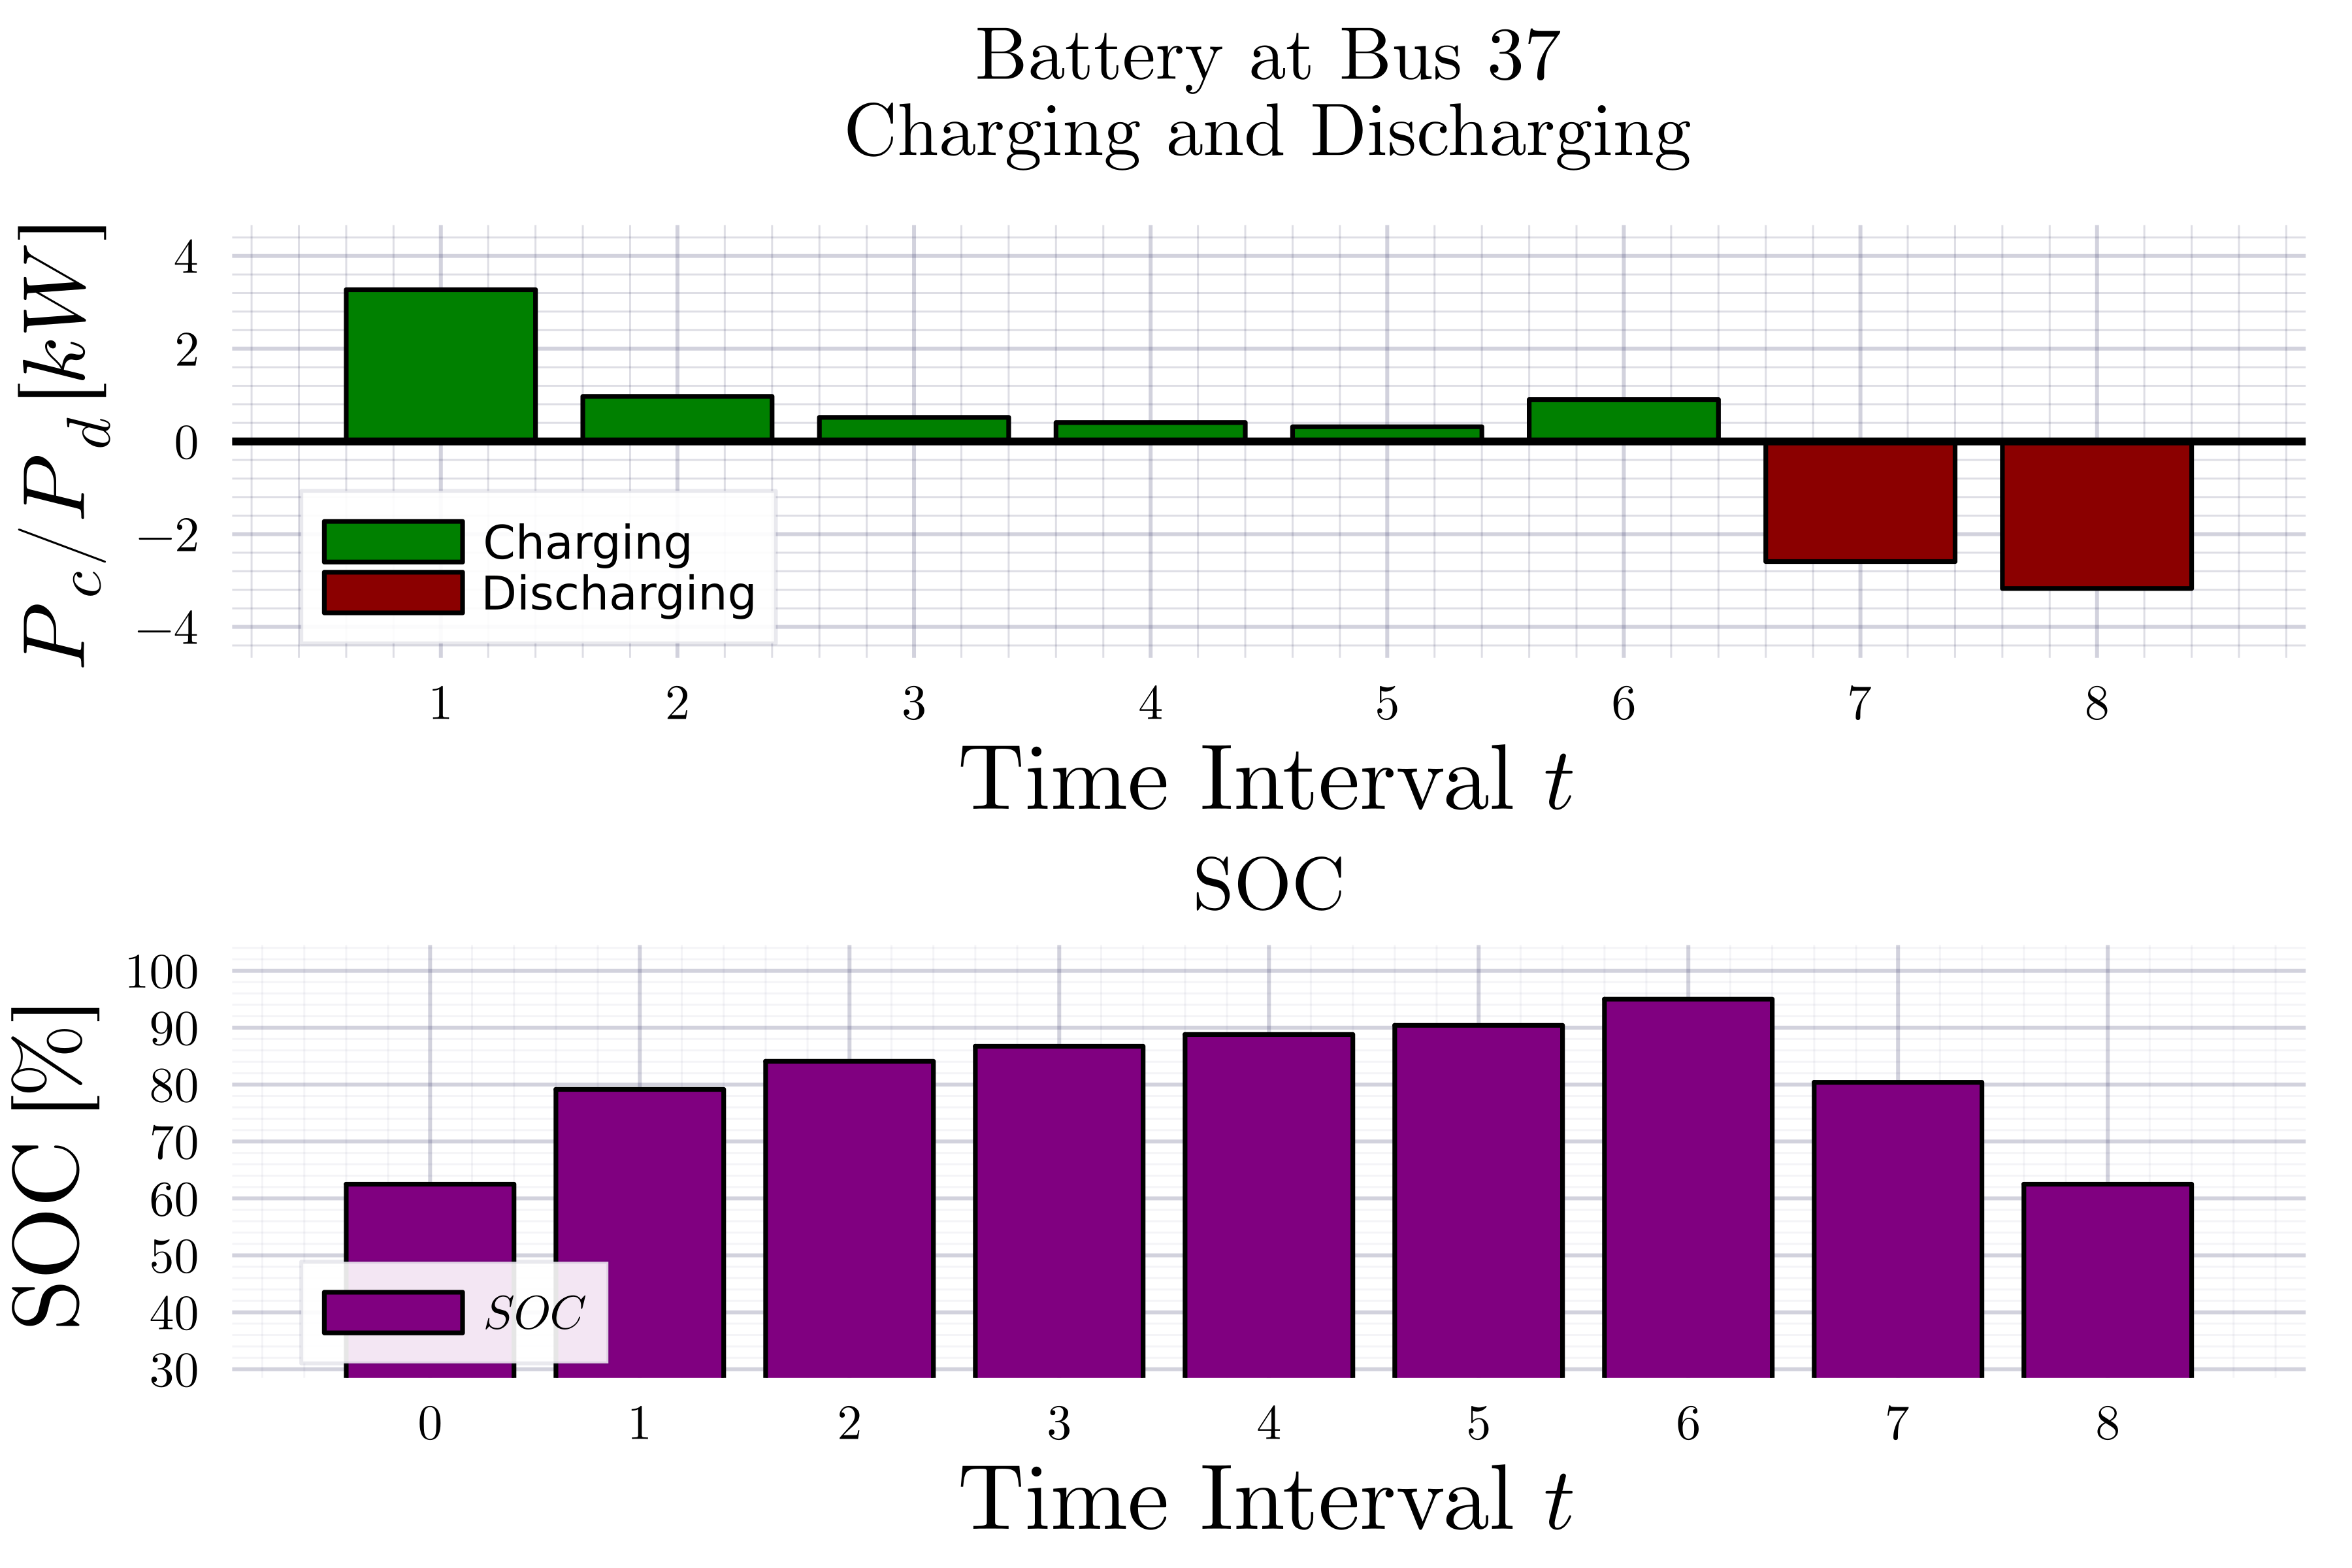 Battery at Bus 37
Charging and Discharging
P_c/P_d [kW]
4
2
0
−2
−4
Charging
Discharging
1 2 3 4 5 6 7 8
Time Interval t
SOC
SOC [%]
100
90
80
70
60
50
40
30
SOC
0 1 2 3 4 5 6 7 8
Time Interval t